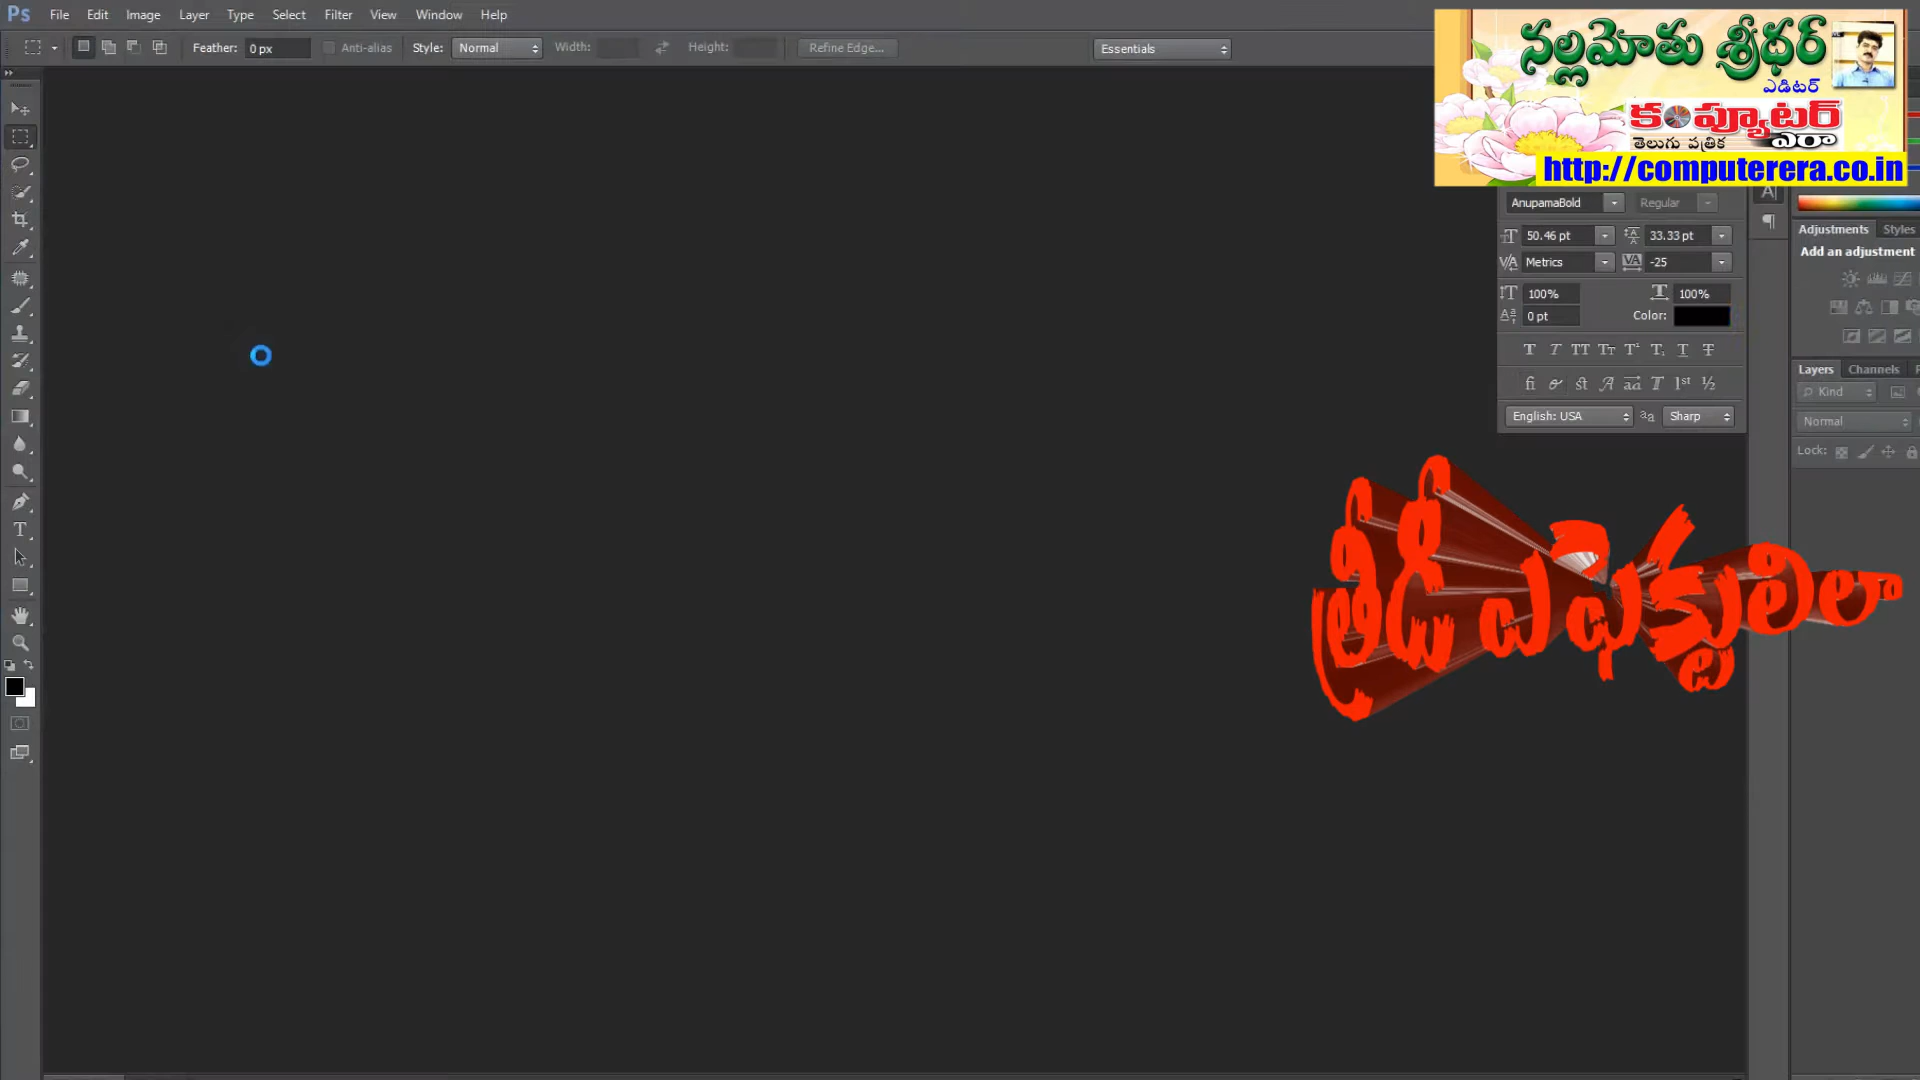 Ps File Edit Image Layer Type Select Filter View Window Help
Feather: 0 px Anti-alias Style: Normal Width: Height: Refine Edge... Essentials
నల్లమోతు శ్రీధర్
ఎడిటర్
కంప్యూటర్
తెలుగు పత్రిక ఎరా
http://computerera.co.in
AnupamaBold Regular
50.46 pt 33.33 pt
Metrics -25
100% 100%
0 pt Color:
English: USA Sharp
Adjustments Styles
Add an adjustment
Layers Channels
Kind
Normal
Lock:
త్రీడీ ఎఫెక్టులిలా